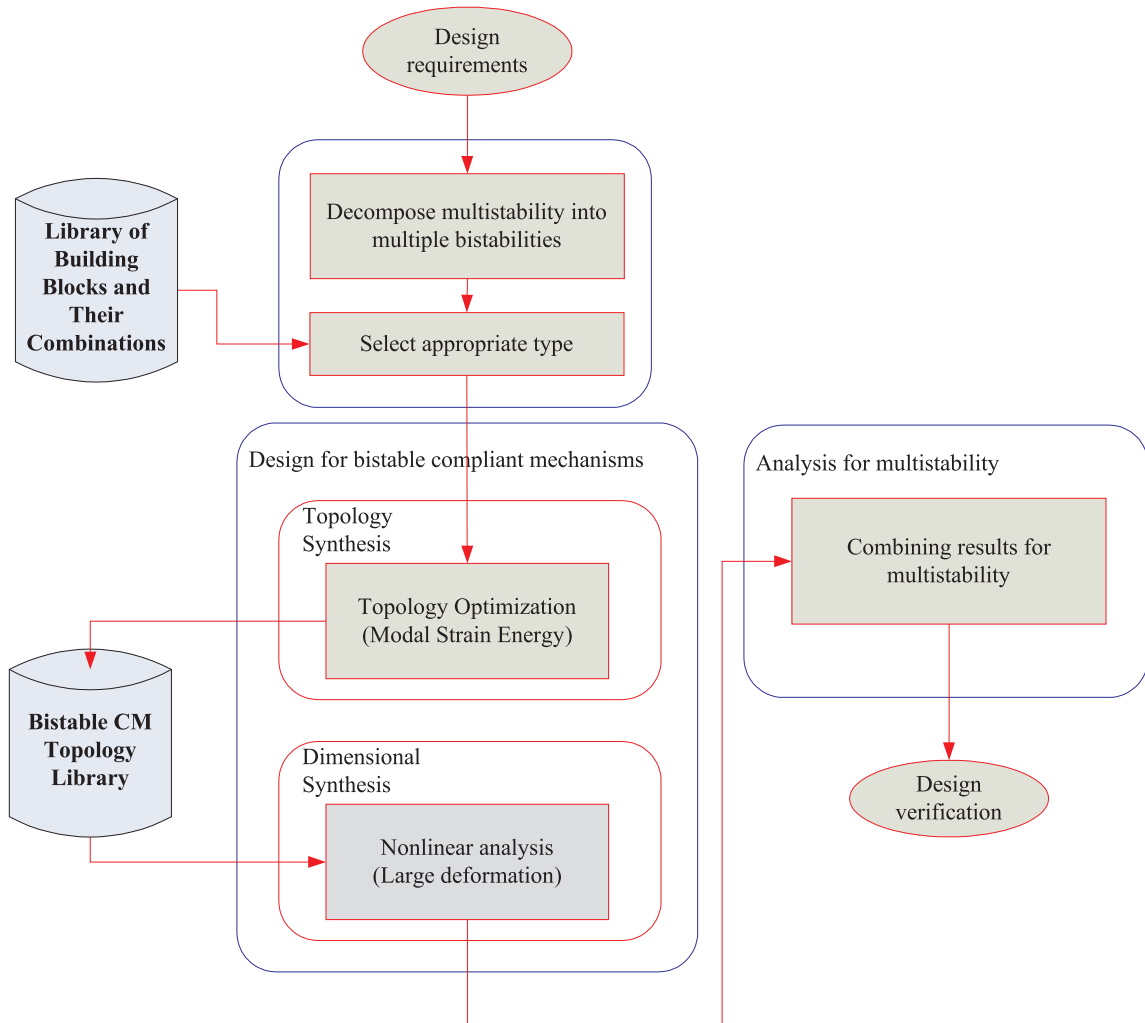 Design
requirements
Decompose multistability into
multiple bistabilities
Library of
Building
Blocks and
Their
Combinations
Select appropriate type
Design for bistable compliant mechanisms
Topology
Synthesis
Topology Optimization
(Modal Strain Energy)
Bistable CM
Topology
Library
Dimensional
Synthesis
Nonlinear analysis
(Large deformation)
Analysis for multistability
Combining results for
multistability
Design
verification